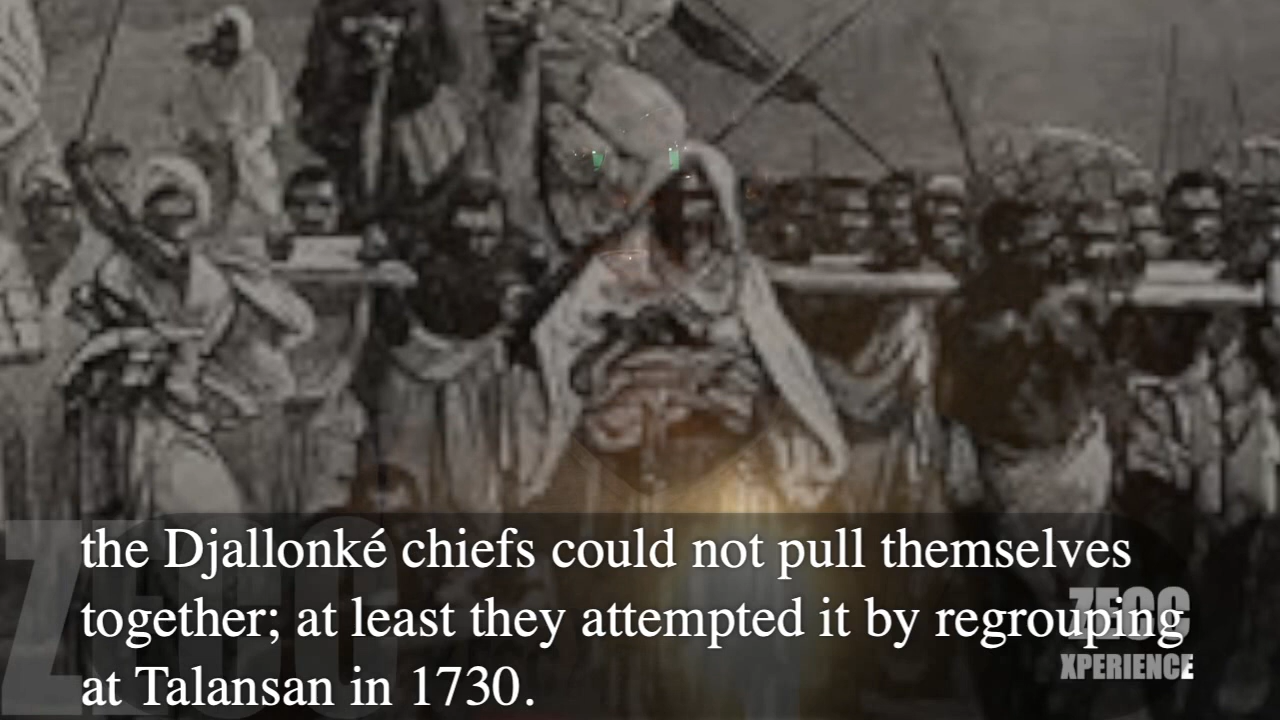 the Djallonké chiefs could not pull themselves
together; at least they attempted it by regrouping
at Talansan in 1730.
ZECC
XPERIENCE